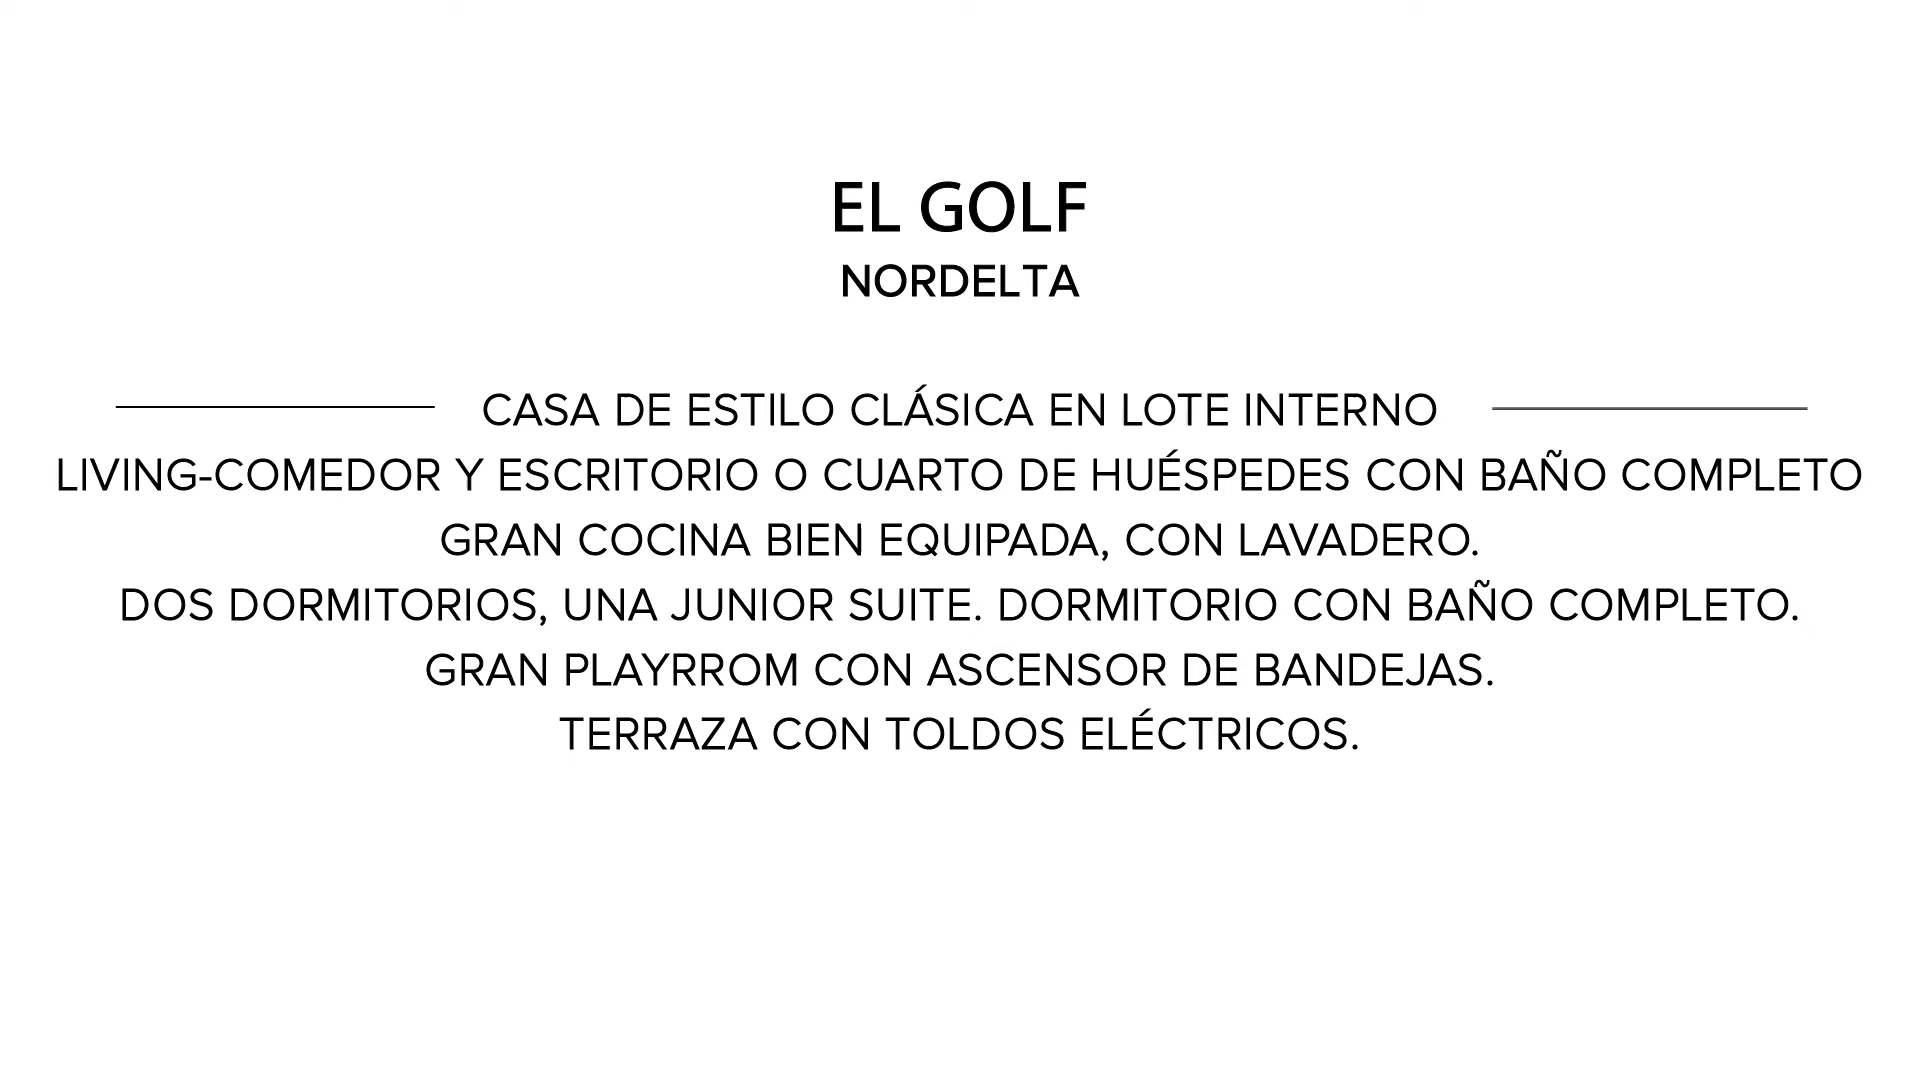 EL GOLF
NORDELTA
CASA DE ESTILO CLÁSICA EN LOTE INTERNO
LIVING-COMEDOR Y ESCRITORIO O CUARTO DE HUÉSPEDES CON BAÑO COMPLETO
GRAN COCINA BIEN EQUIPADA, CON LAVADERO.
DOS DORMITORIOS, UNA JUNIOR SUITE. DORMITORIO CON BAÑO COMPLETO.
GRAN PLAYRROM CON ASCENSOR DE BANDEJAS.
TERRAZA CON TOLDOS ELÉCTRICOS.